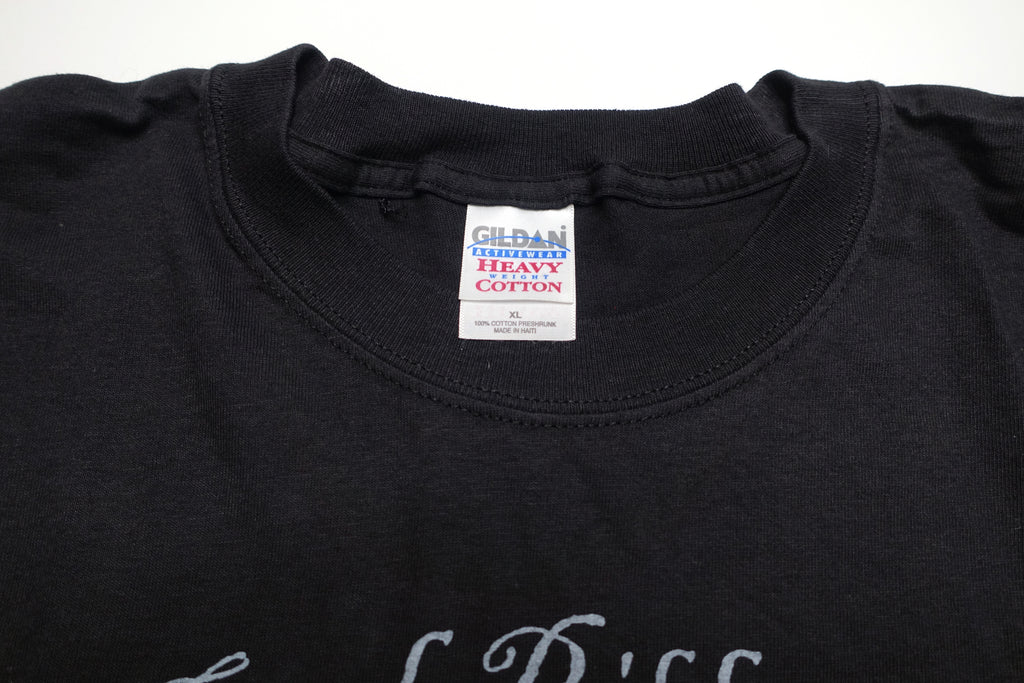 GILDAN
ACTIVEWEAR
HEAVY
WEIGHT
COTTON
XL
100% COTTON PRESHRUNK
MADE IN HAITI